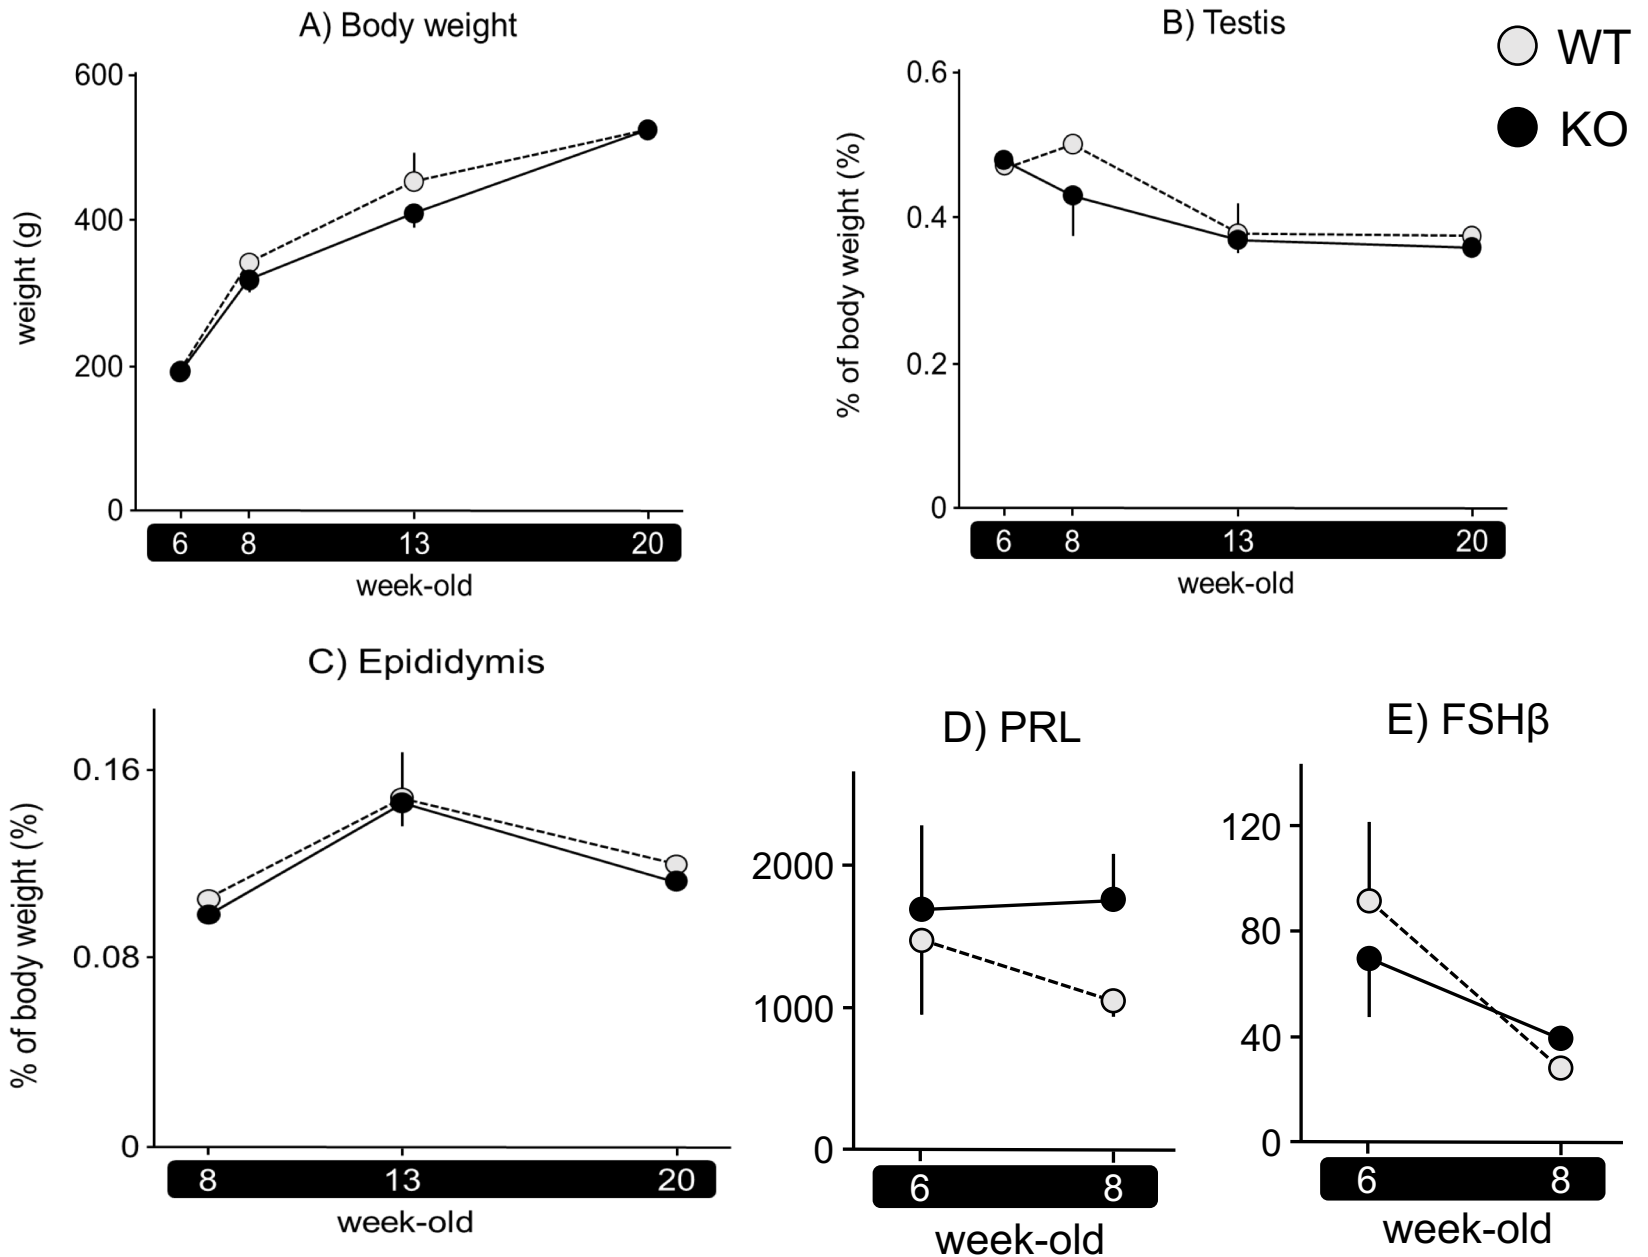 A) Body weight
600
400
200
0
weight (g)
6 8 13 20
week-old
B) Testis
0.6
0.4
0.2
0
% of body weight (%)
6 8 13 20
week-old
WT
KO
C) Epididymis
0.16
0.08
0
% of body weight (%)
8 13 20
week-old
D) PRL
2000
1000
0
6 8
week-old
E) FSHβ
120
80
40
0
6 8
week-old